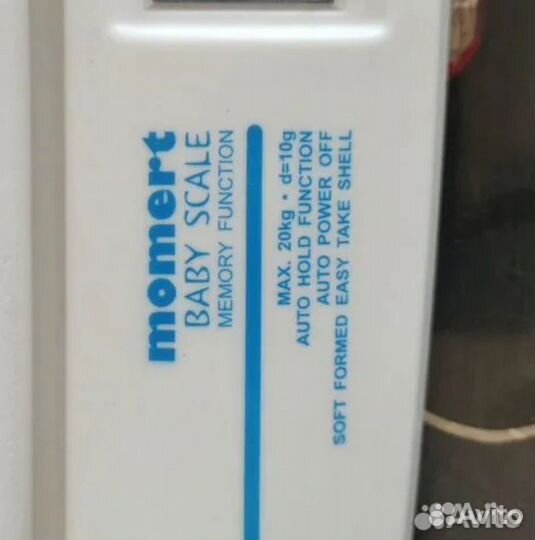 momert
BABY SCALE
MEMORY FUNCTION
MAX. 20kg · d=10g
AUTO HOLD FUNCTION
AUTO POWER OFF
SOFT FORMED EASY TAKE SHELL
Avito